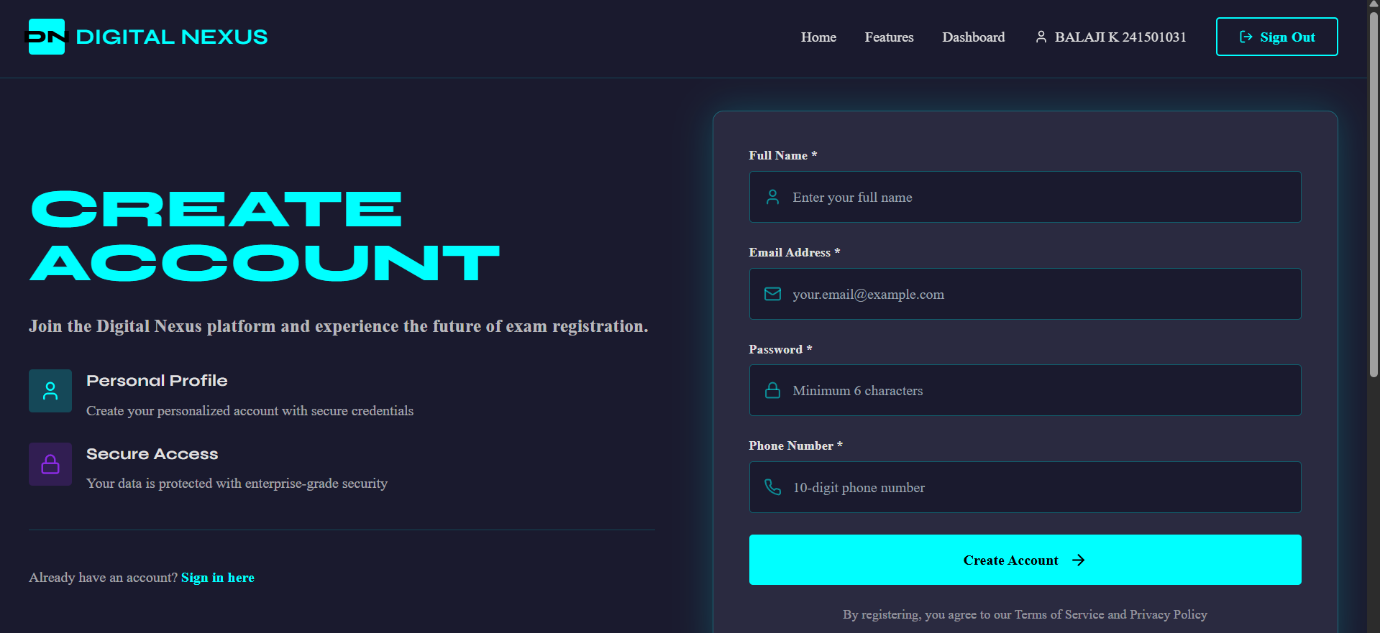 DN DIGITAL NEXUS
Home Features Dashboard BALAJI K 241501031 Sign Out
CREATE
ACCOUNT
Join the Digital Nexus platform and experience the future of exam registration.
Personal Profile
Create your personalized account with secure credentials
Secure Access
Your data is protected with enterprise-grade security
Already have an account? Sign in here
Full Name *
Enter your full name
Email Address *
your.email@example.com
Password *
Minimum 6 characters
Phone Number *
10-digit phone number
Create Account
By registering, you agree to our Terms of Service and Privacy Policy